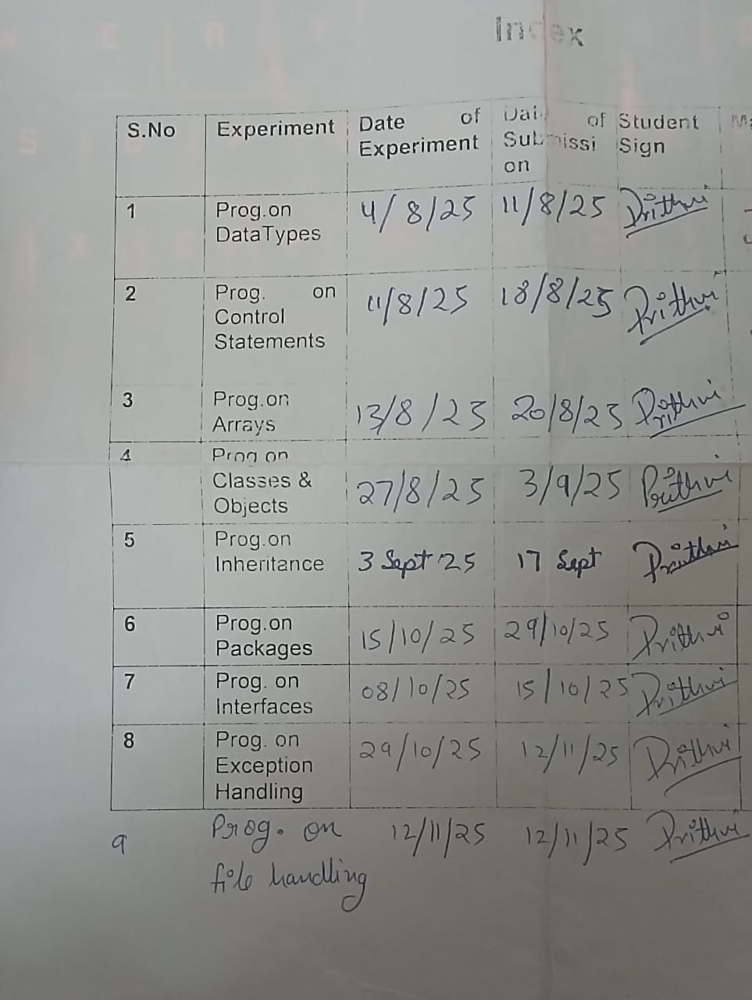 Index
S.No Experiment Date of Experiment Date of Submission Student Sign
1 Prog.on DataTypes 4/8/25 11/8/25 Prithvi
2 Prog. on Control Statements 11/8/25 18/8/25 Prithvi
3 Prog.on Arrays 13/8/25 20/8/25 Prithvi
4 Prog on Classes & Objects 27/8/25 3/9/25 Prithvi
5 Prog.on Inheritance 3 Sept '25 17 Sept Prithvi
6 Prog.on Packages 15/10/25 29/10/25 Prithvi
7 Prog. on Interfaces 08/10/25 15/10/25 Prithvi
8 Prog. on Exception Handling 29/10/25 12/11/25 Prithvi
9 Prog. on file handling 12/11/25 12/11/25 Prithvi